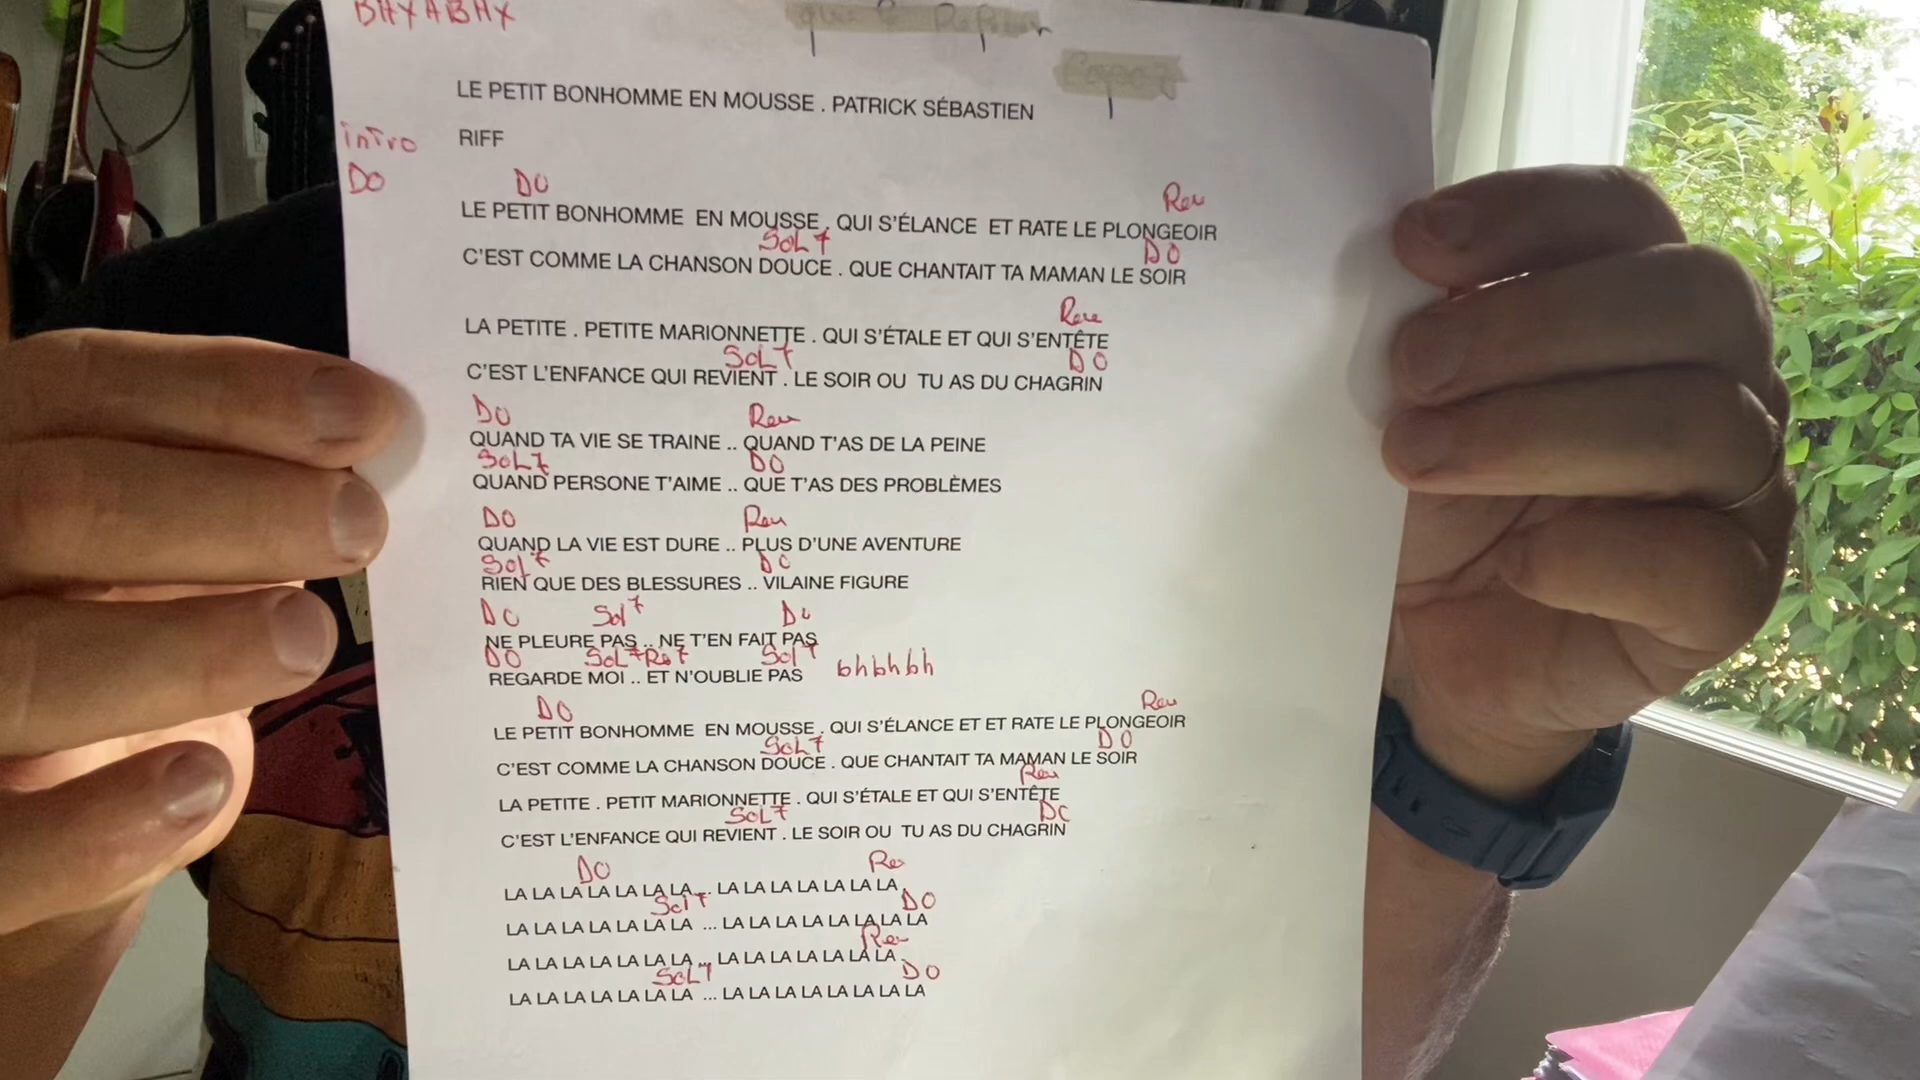 BHXABHX
LE PETIT BONHOMME EN MOUSSE . PATRICK SÉBASTIEN
intro RIFF
DO DO Rem
LE PETIT BONHOMME EN MOUSSE . QUI S'ÉLANCE ET RATE LE PLONGEOIR
SOL7 DO
C'EST COMME LA CHANSON DOUCE . QUE CHANTAIT TA MAMAN LE SOIR
Rem
LA PETITE . PETITE MARIONNETTE . QUI S'ÉTALE ET QUI S'ENTÊTE
SOL7 DO
C'EST L'ENFANCE QUI REVIENT . LE SOIR OU TU AS DU CHAGRIN
DO Rem
QUAND TA VIE SE TRAINE .. QUAND T'AS DE LA PEINE
SOL7 DO
QUAND PERSONE T'AIME .. QUE T'AS DES PROBLÈMES
DO Rem
QUAND LA VIE EST DURE .. PLUS D'UNE AVENTURE
Sol7 DO
RIEN QUE DES BLESSURES .. VILAINE FIGURE
DO Sol7 Do
NE PLEURE PAS .. NE T'EN FAIT PAS
DO SOL7 Re7 Sol7
REGARDE MOI .. ET N'OUBLIE PAS bhbhbh
DO Rem
LE PETIT BONHOMME EN MOUSSE . QUI S'ÉLANCE ET ET RATE LE PLONGEOIR
SOL7 DO
C'EST COMME LA CHANSON DOUCE . QUE CHANTAIT TA MAMAN LE SOIR
Rem
LA PETITE . PETIT MARIONNETTE . QUI S'ÉTALE ET QUI S'ENTÊTE
SOL7 DO
C'EST L'ENFANCE QUI REVIENT . LE SOIR OU TU AS DU CHAGRIN
DO Rem
LA LA LA LA LA LA LA ... LA LA LA LA LA LA LA
Sol7 DO
LA LA LA LA LA LA LA ... LA LA LA LA LA LA LA LA
Rem
LA LA LA LA LA LA LA ... LA LA LA LA LA LA LA
SOL7 DO
LA LA LA LA LA LA LA ... LA LA LA LA LA LA LA LA